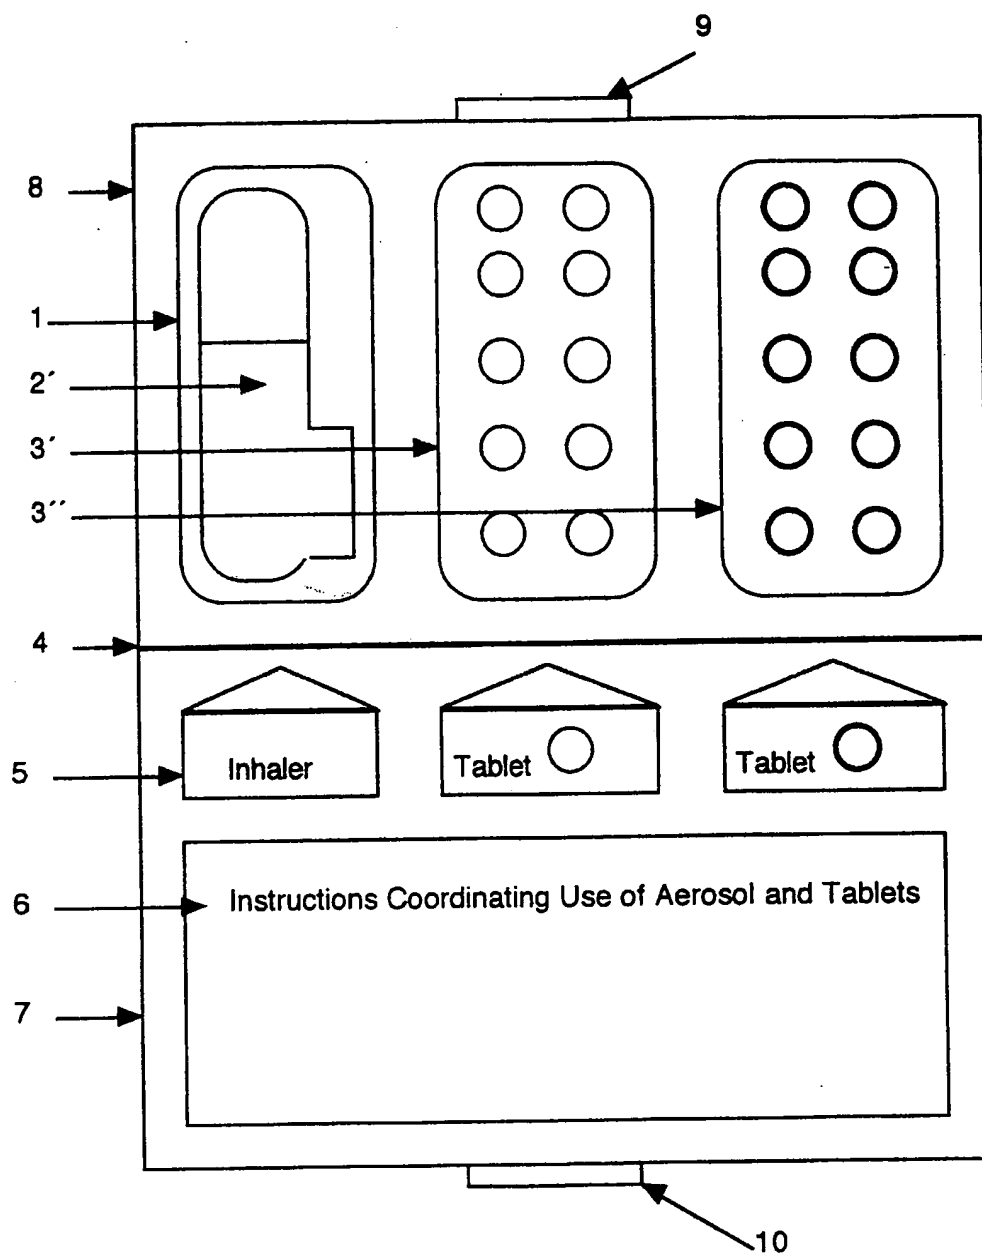 9
8
1
2´
3´
3´´
4
5
Inhaler
Tablet
Tablet
6
Instructions Coordinating Use of Aerosol and Tablets
7
10